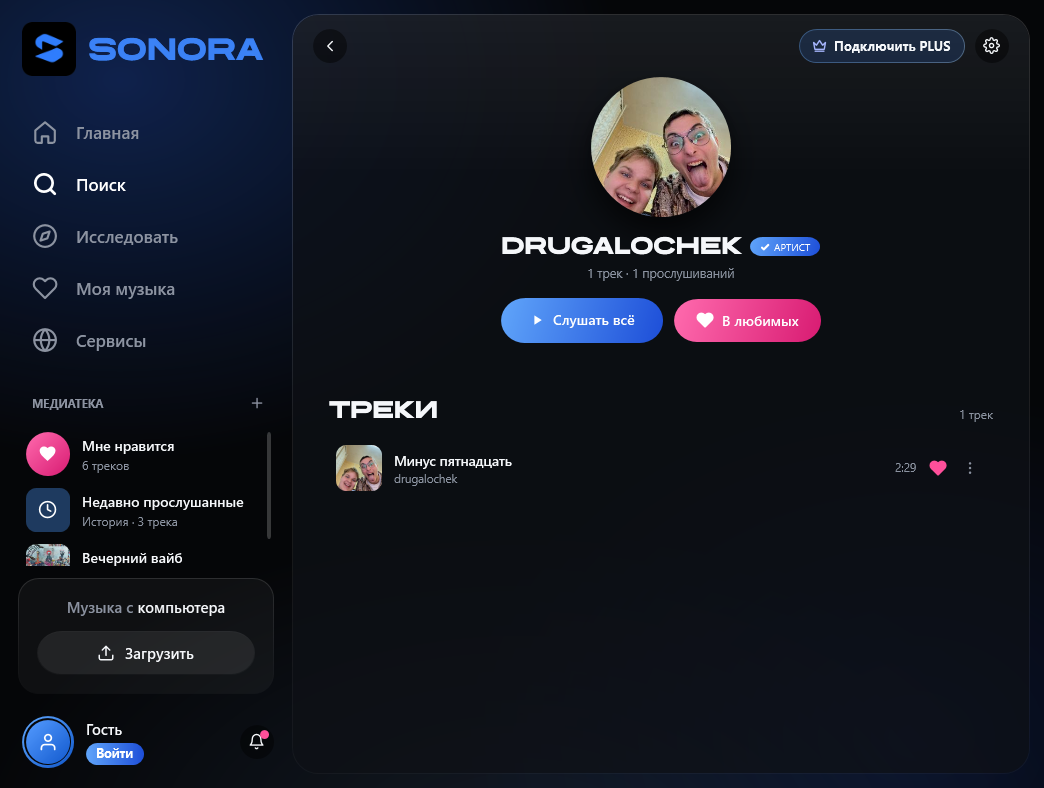 SONORA
Главная
Поиск
Исследовать
Моя музыка
Сервисы
МЕДИАТЕКА
Мне нравится
6 треков
Недавно прослушанные
История · 3 трека
Вечерний вайб
Музыка с компьютера
Загрузить
Гость
Войти
Подключить PLUS
DRUGALOCHEK АРТИСТ
1 трек · 1 прослушиваний
Слушать всё
В любимых
ТРЕКИ
1 трек
Минус пятнадцать
drugalochek
2:29